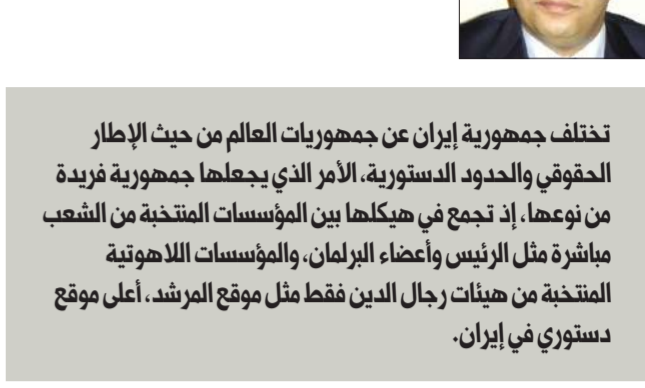 تختلف جمهورية إيران عن جمهوريات العالم من حيث الإطار
الحقوقي والحدود الدستورية، الأمر الذي يجعلها جمهورية فريدة
من نوعها، إذ تجمع في هيكلها بين المؤسسات المنتخبة من الشعب
مباشرة مثل الرئيس وأعضاء البرلمان، والمؤسسات اللاهوتية
المنتخبة من هيئات رجال الدين فقط مثل موقع المرشد، أعلى موقع
دستوري في إيران.